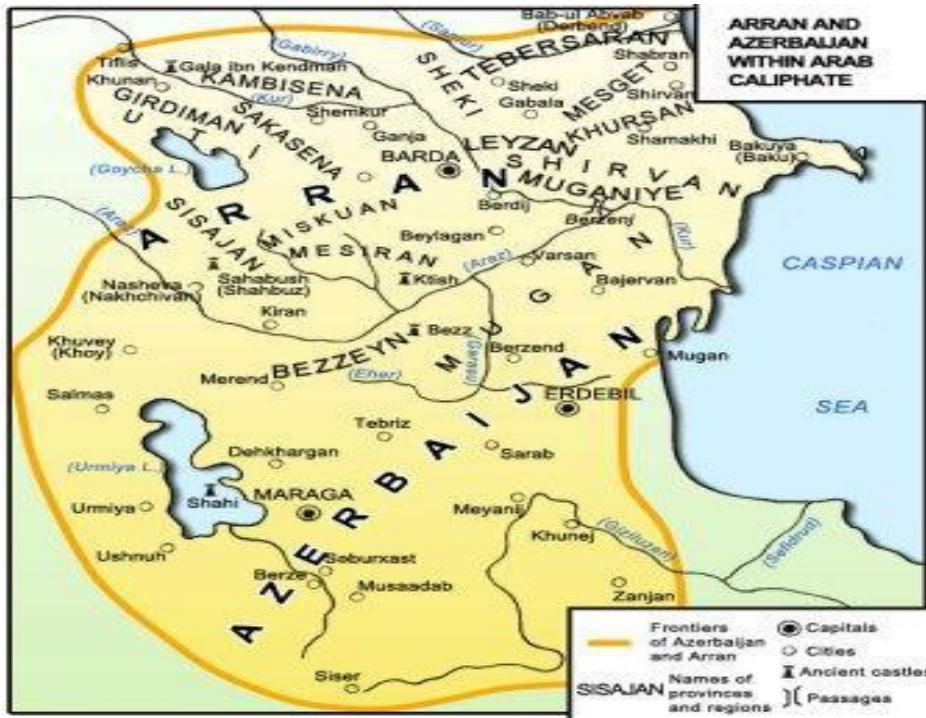 ARRAN AND
AZERBAIJAN
WITHIN ARAB
CALIPHATE
Bab-ul Abvab
(Derbend)
(Samur)
Tiflis
Khunan
Gala ibn Kendman
(Gabirry)
KAMBISENA
(Kur)
SHEKI
TEBERSARAN
Shabran
Sheki
MESGET
Shirvan
Gabala
GIRDIMAN
UTI
SAKASENA
Shemkur
Ganja
LEYZAN
KHURSAN
Shamakhi
Bakuya
(Baku)
BARDA
SHIRVAN
(Goycha L.)
ARRAN
MUGANIYE
Berdij
Berzenj
(Araz)
SISAJAN
MISKUAN
MESIRAN
Beylagan
(Kur)
(Araz)
Varsan
Bajervan
Sahabush
(Shahbuz)
Ktish
Nasheva
(Nakhchivan)
MUGAN
CASPIAN
SEA
Kiran
Khuvey
(Khoy)
BEZZEYN
Bezz
(Garasu)
Berzend
Mugan
Merend
(Eher)
Salmas
ERDEBIL
Tebriz
Sarab
Dehkhargan
(Urmiya L.)
Shahi
MARAGA
AZERBAIJAN
Urmiya
Meyanij
Khunej
(Giziluzen)
(Sefidrud)
Ushnuh
Saburxast
Berze
Musaadab
Zanjan
Siser
Frontiers
of Azerbaijan
and Arran
SISAJAN
Names of
provinces
and regions
Capitals
Cities
Ancient castles
Passages